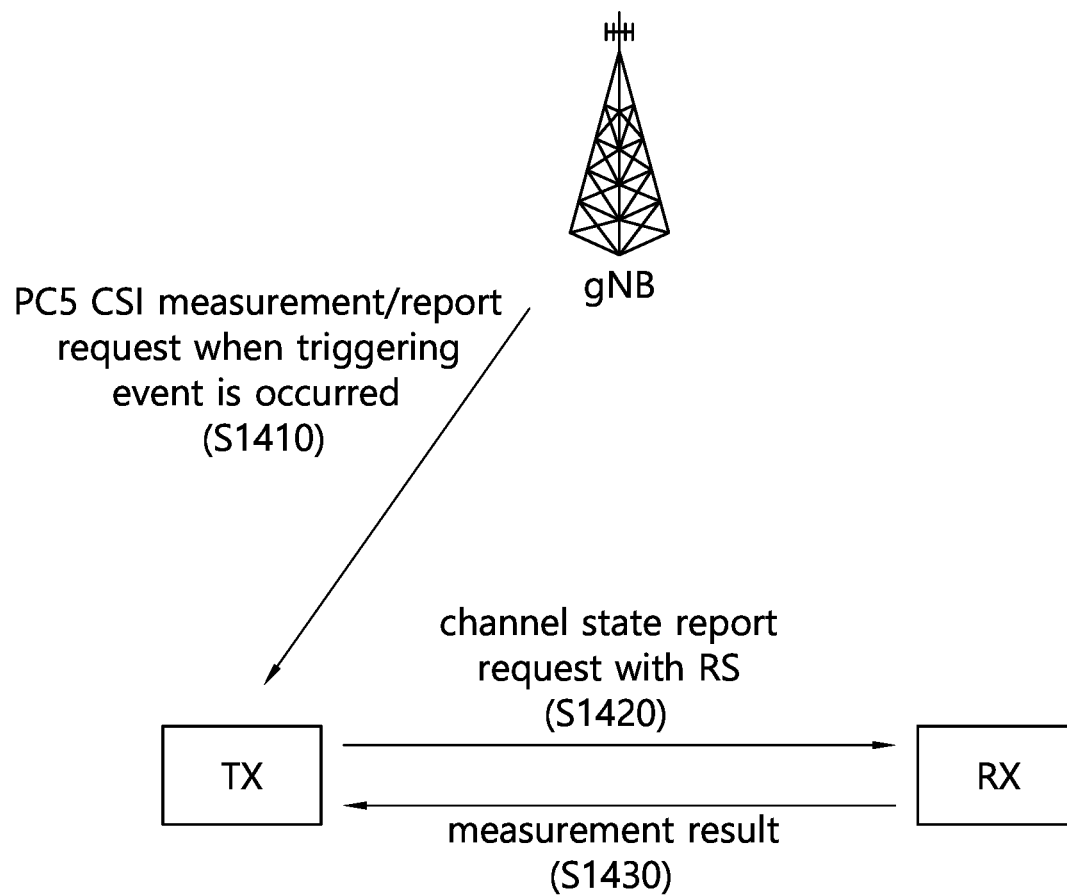 gNB
PC5 CSI measurement/report
request when triggering
event is occurred
(S1410)
channel state report
request with RS
(S1420)
TX
RX
measurement result
(S1430)